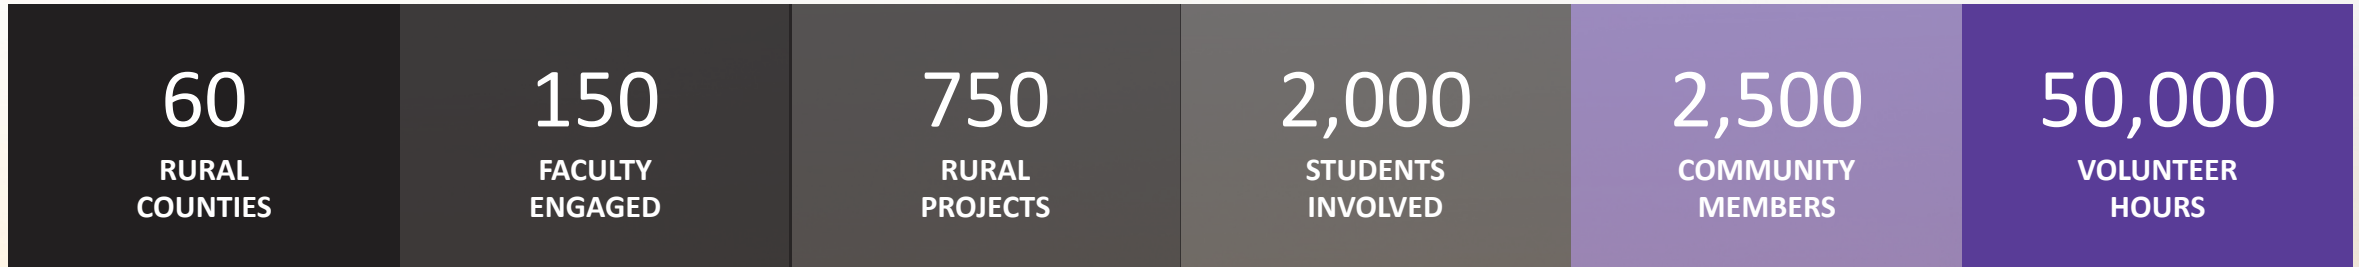 60
RURAL
COUNTIES
150
FACULTY
ENGAGED
750
RURAL
PROJECTS
2,000
STUDENTS
INVOLVED
2,500
COMMUNITY
MEMBERS
50,000
VOLUNTEER
HOURS